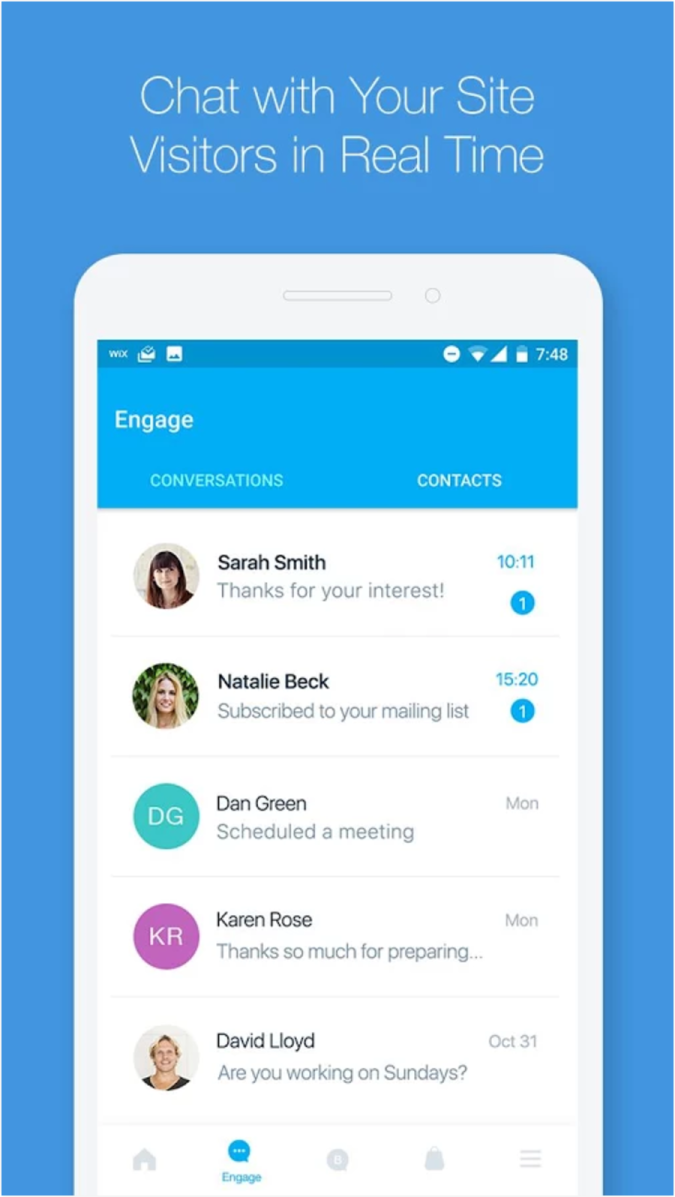 Chat with Your Site
Visitors in Real Time
WIX 7:48
Engage
CONVERSATIONS CONTACTS
Sarah Smith 10:11
Thanks for your interest! 1
Natalie Beck 15:20
Subscribed to your mailing list 1
DG Dan Green Mon
Scheduled a meeting
KR Karen Rose Mon
Thanks so much for preparing...
David Lloyd Oct 31
Are you working on Sundays?
B
Engage